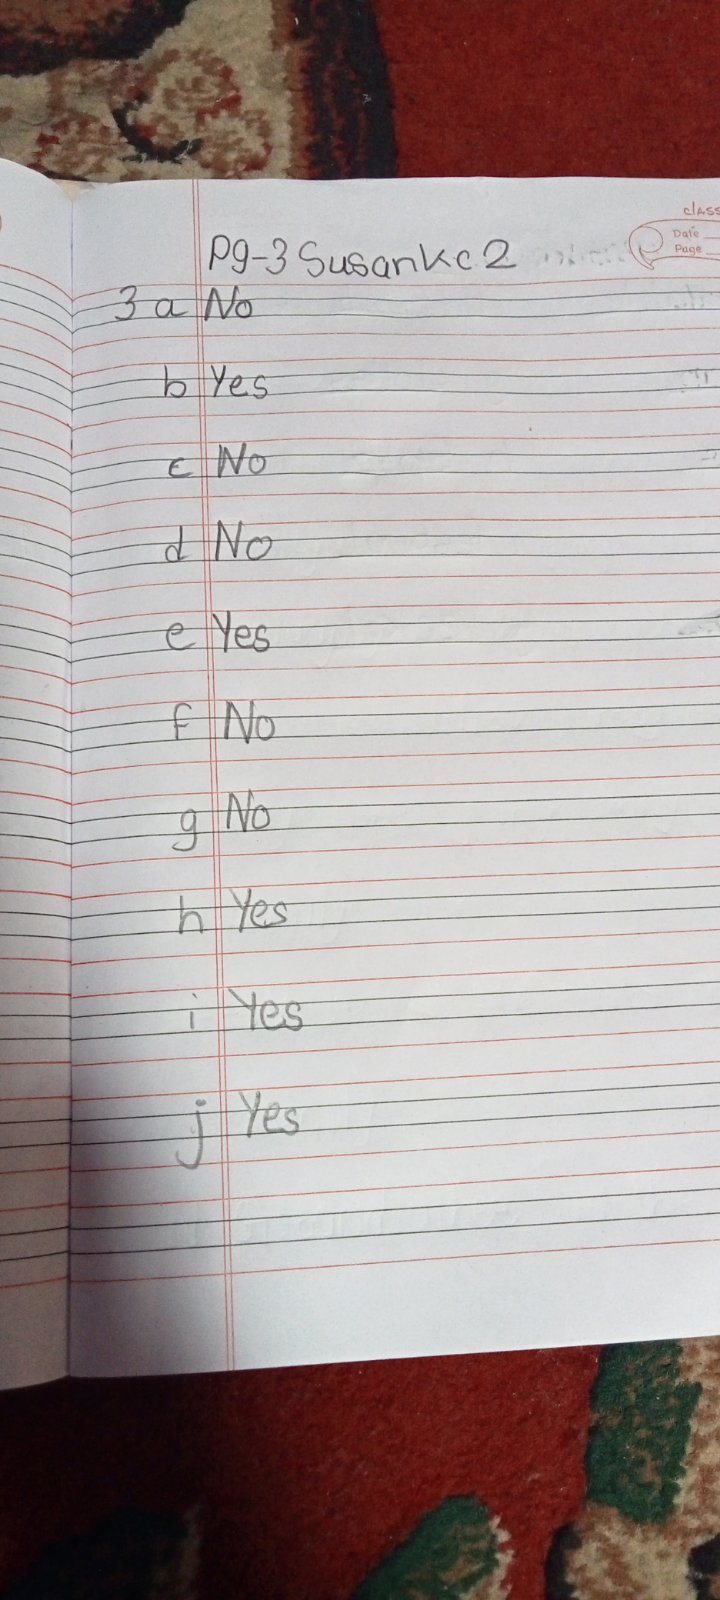 Pg-3 Susankc 2
CLASS
Date
Page
3 a No
b Yes
c No
d No
e Yes
f No
g No
h Yes
i Yes
j Yes